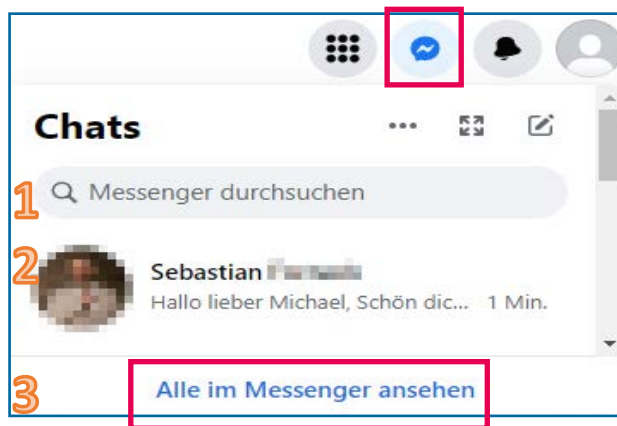 Chats
1 Messenger durchsuchen
2 Sebastian
Hallo lieber Michael, Schön dic... 1 Min.
3 Alle im Messenger ansehen